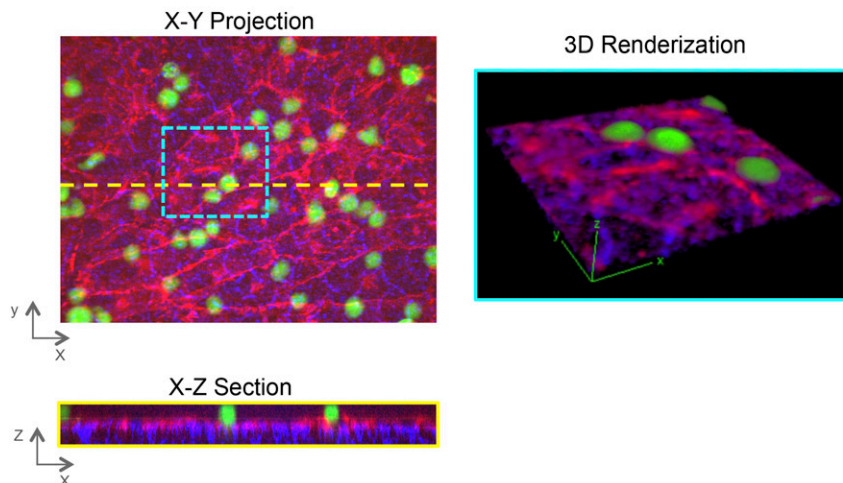 X-Y Projection
3D Renderization
y
x
z
y
x
X-Z Section
z
x